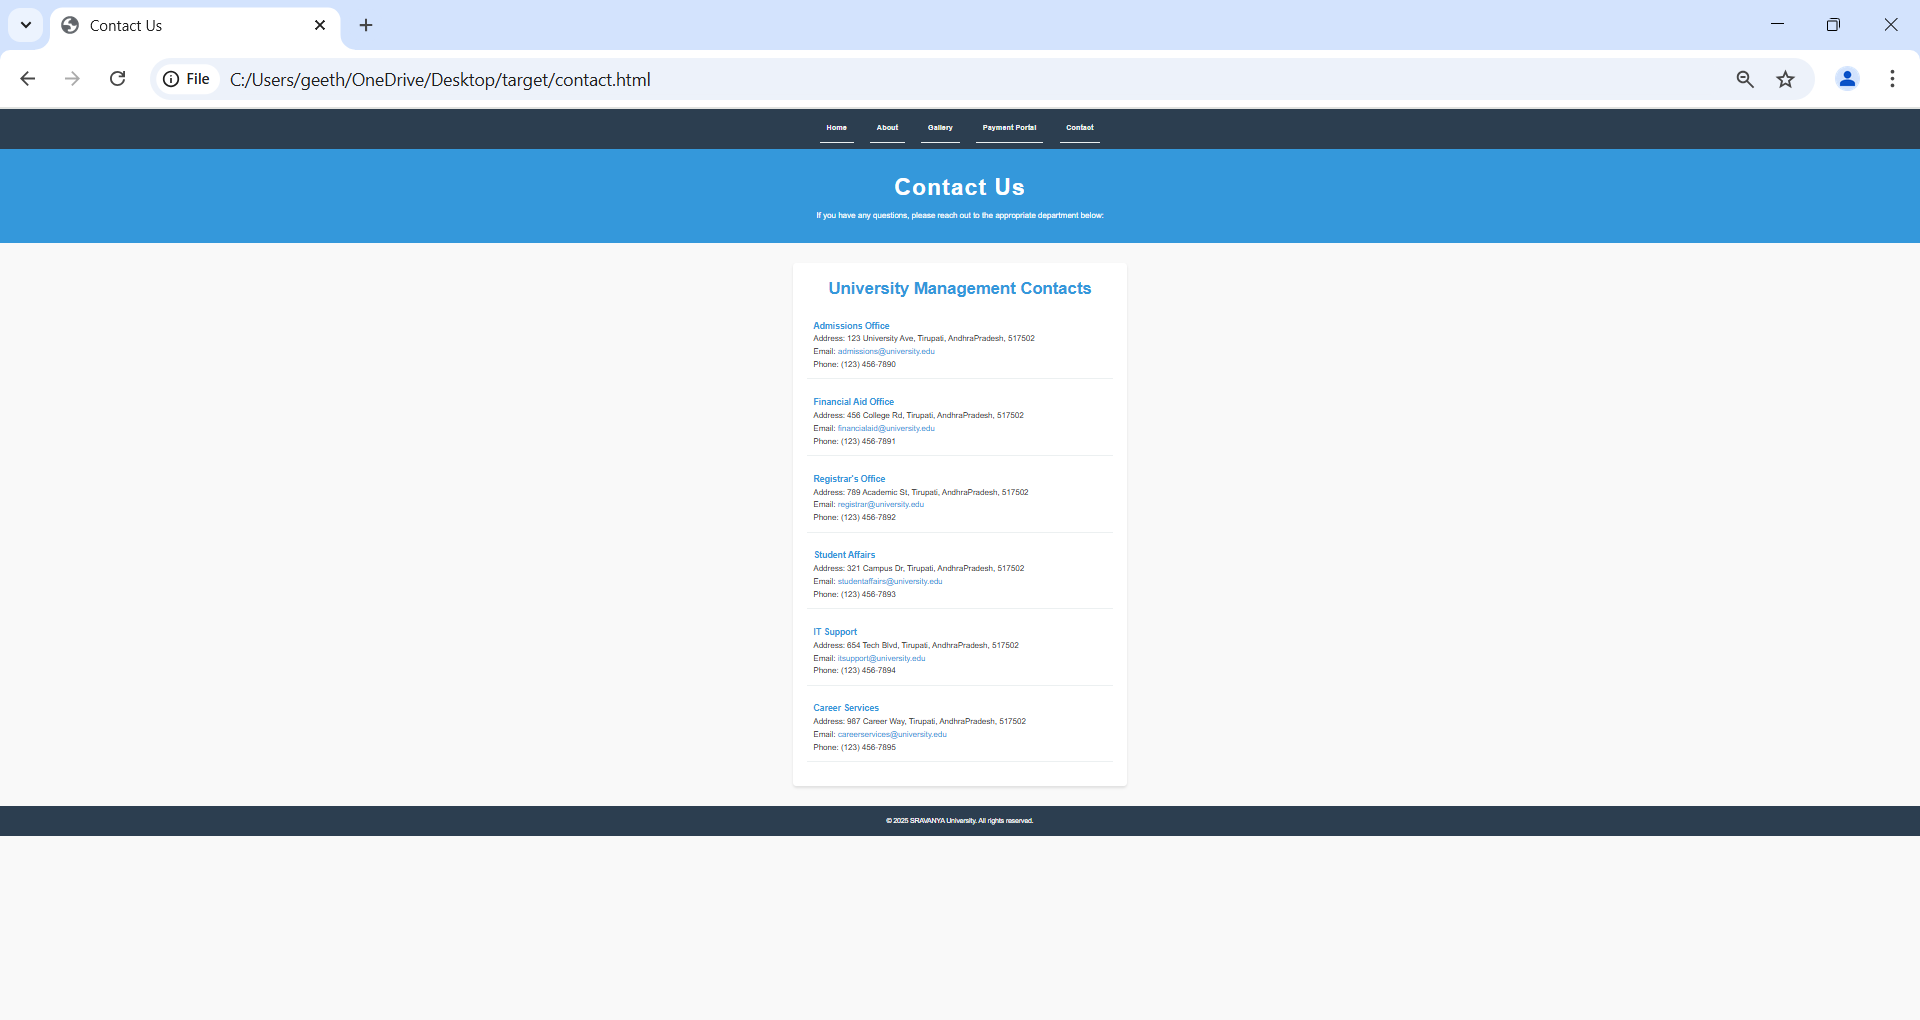 Contact Us
File C:/Users/geeth/OneDrive/Desktop/target/contact.html
Home About Gallery Payment Portal Contact
Contact Us
If you have any questions, please reach out to the appropriate department below:
University Management Contacts
Admissions Office
Address: 123 University Ave, Tirupati, AndhraPradesh, 517502
Email: admissions@university.edu
Phone: (123) 456-7890
Financial Aid Office
Address: 456 College Rd, Tirupati, AndhraPradesh, 517502
Email: financialaid@university.edu
Phone: (123) 456-7891
Registrar's Office
Address: 789 Academic St, Tirupati, AndhraPradesh, 517502
Email: registrar@university.edu
Phone: (123) 456-7892
Student Affairs
Address: 321 Campus Dr, Tirupati, AndhraPradesh, 517502
Email: studentaffairs@university.edu
Phone: (123) 456-7893
IT Support
Address: 654 Tech Blvd, Tirupati, AndhraPradesh, 517502
Email: itsupport@university.edu
Phone: (123) 456-7894
Career Services
Address: 987 Career Way, Tirupati, AndhraPradesh, 517502
Email: careerservices@university.edu
Phone: (123) 456-7895
© 2025 SRAVANYA University. All rights reserved.